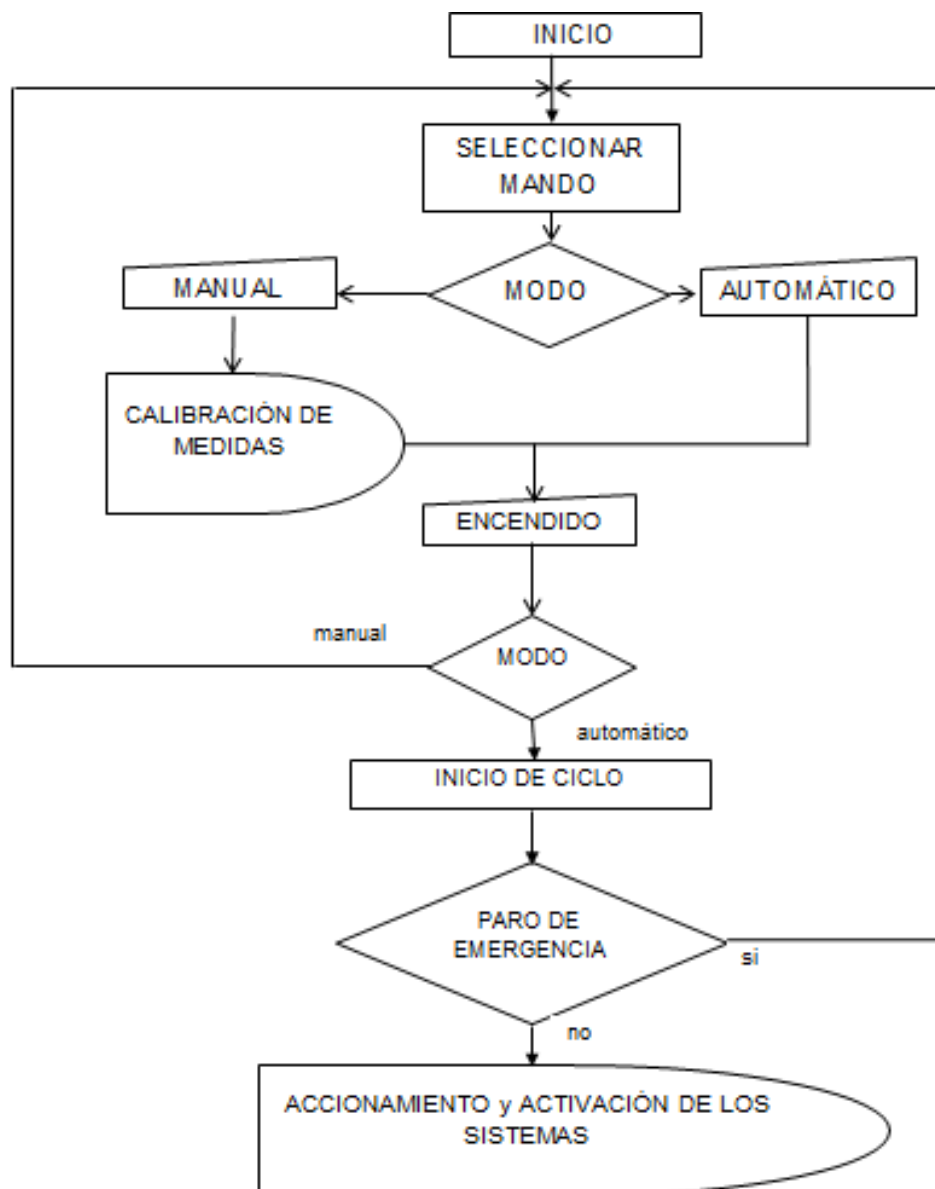 INICIO
SELECCIONAR
MANDO
MANUAL
MODO
AUTOMÁTICO
CALIBRACIÓN DE
MEDIDAS
ENCENDIDO
manual
MODO
automático
INICIO DE CICLO
PARO DE
EMERGENCIA
si
no
ACCIONAMIENTO y ACTIVACIÓN DE LOS
SISTEMAS